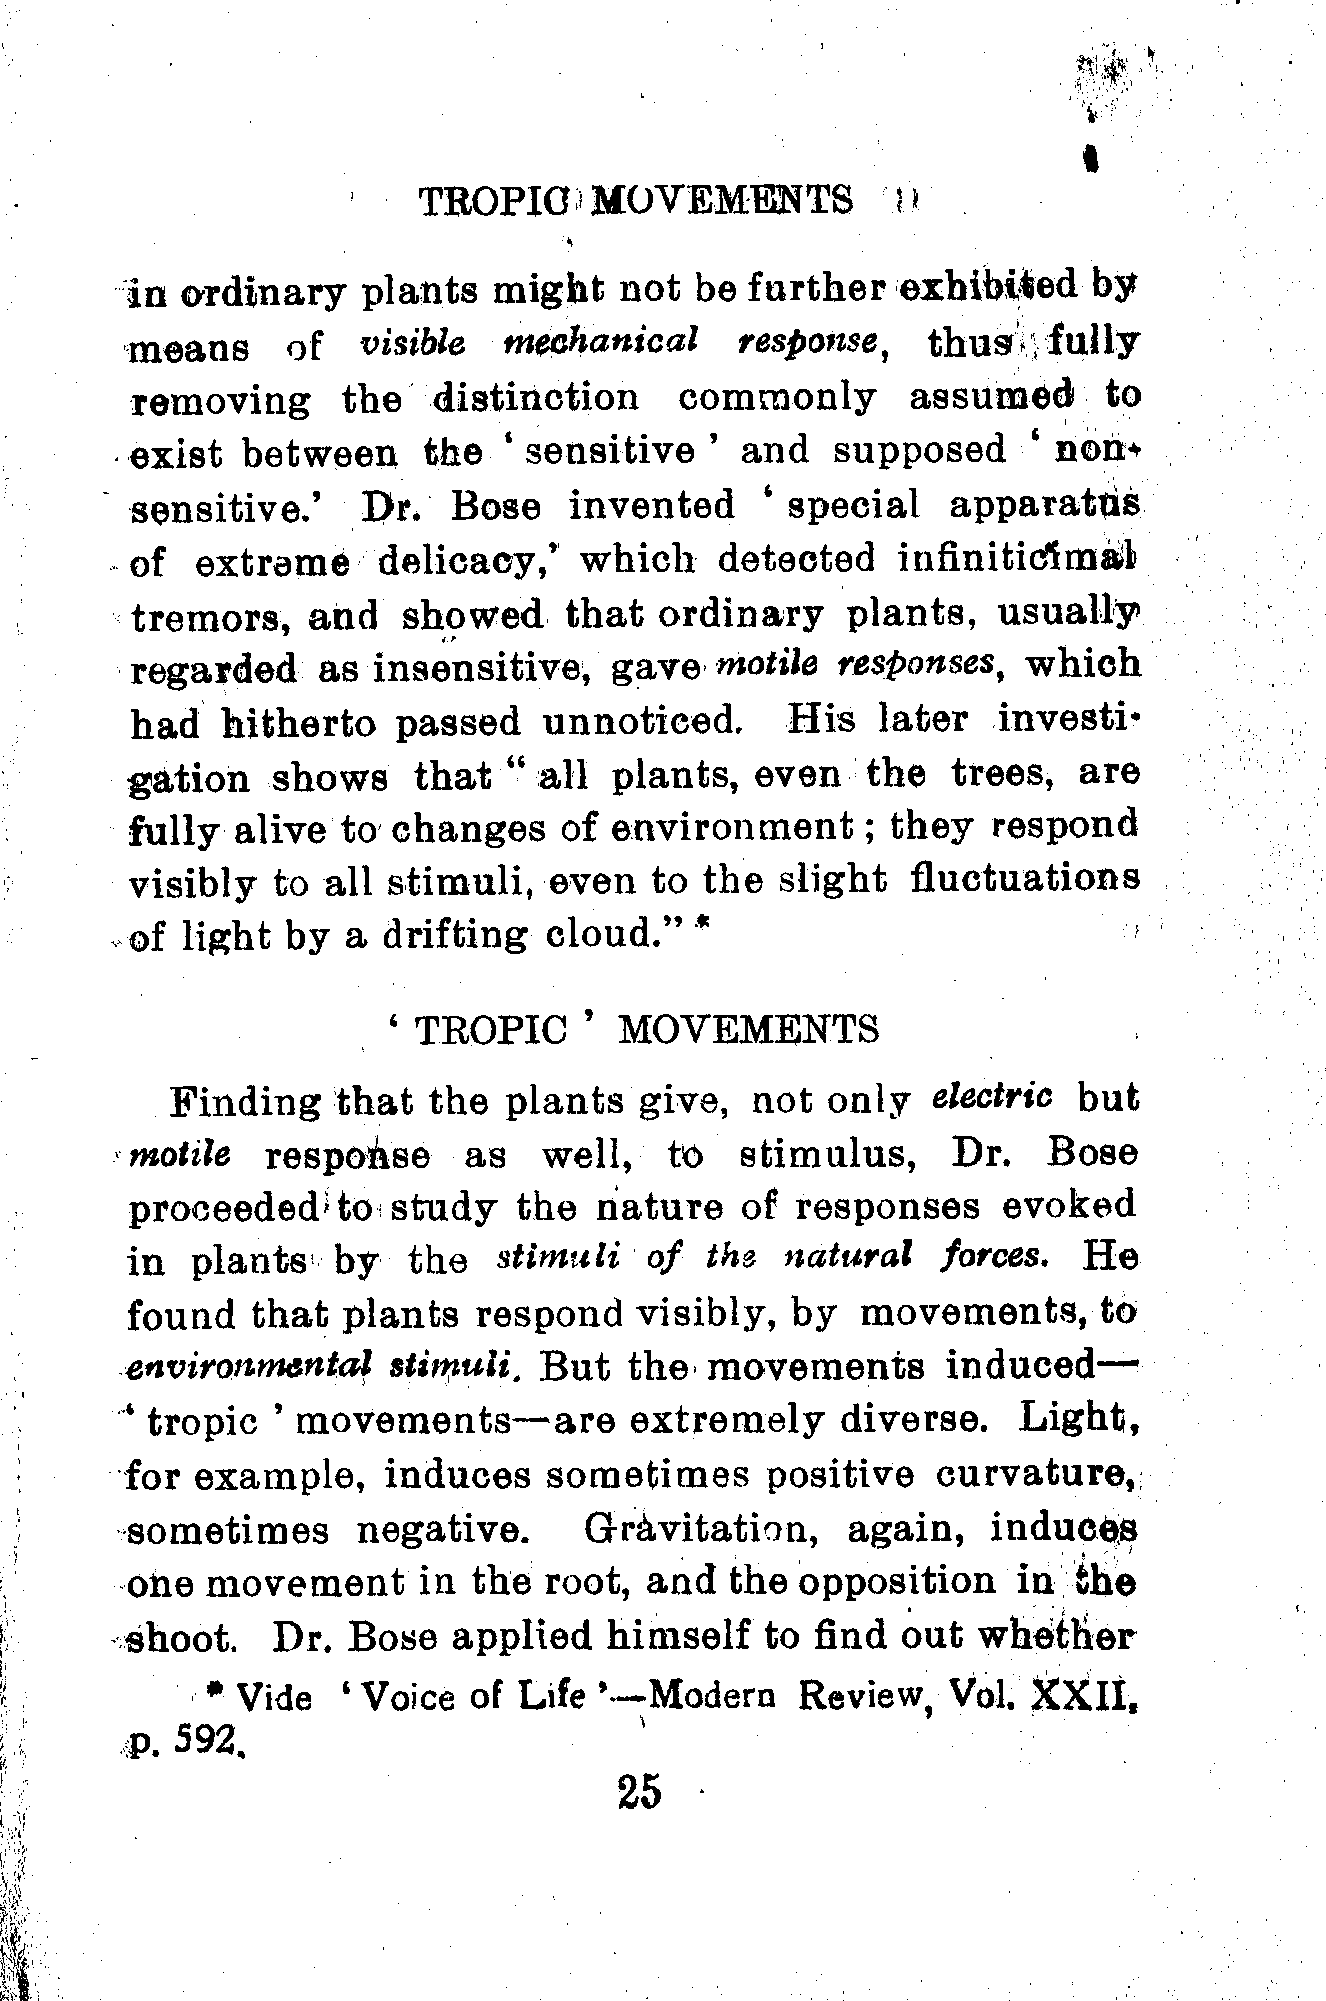 TROPIC MOVEMENTS
in ordinary plants might not be further exhibited by
means of visible mechanical response, thus fully
removing the distinction commonly assumed to
exist between the ‘ sensitive ’ and supposed ‘ non-
sensitive.’ Dr. Bose invented ‘ special apparatus
of extreme delicacy,’ which detected infiniticimal
tremors, and showed that ordinary plants, usually
regarded as insensitive, gave motile responses, which
had hitherto passed unnoticed. His later investi-
gation shows that “ all plants, even the trees, are
fully alive to changes of environment ; they respond
visibly to all stimuli, even to the slight fluctuations
of light by a drifting cloud.” *
‘ TROPIC ’ MOVEMENTS
Finding that the plants give, not only electric but
motile response as well, to stimulus, Dr. Bose
proceeded to study the nature of responses evoked
in plants by the stimuli of the natural forces. He
found that plants respond visibly, by movements, to
environmental stimuli. But the movements induced—
‘ tropic ’ movements—are extremely diverse. Light,
for example, induces sometimes positive curvature,
sometimes negative. Gravitation, again, induces
one movement in the root, and the opposition in the
shoot. Dr. Bose applied himself to find out whether
* Vide ‘ Voice of Life ’—Modern Review, Vol. XXII,
p. 592.
25